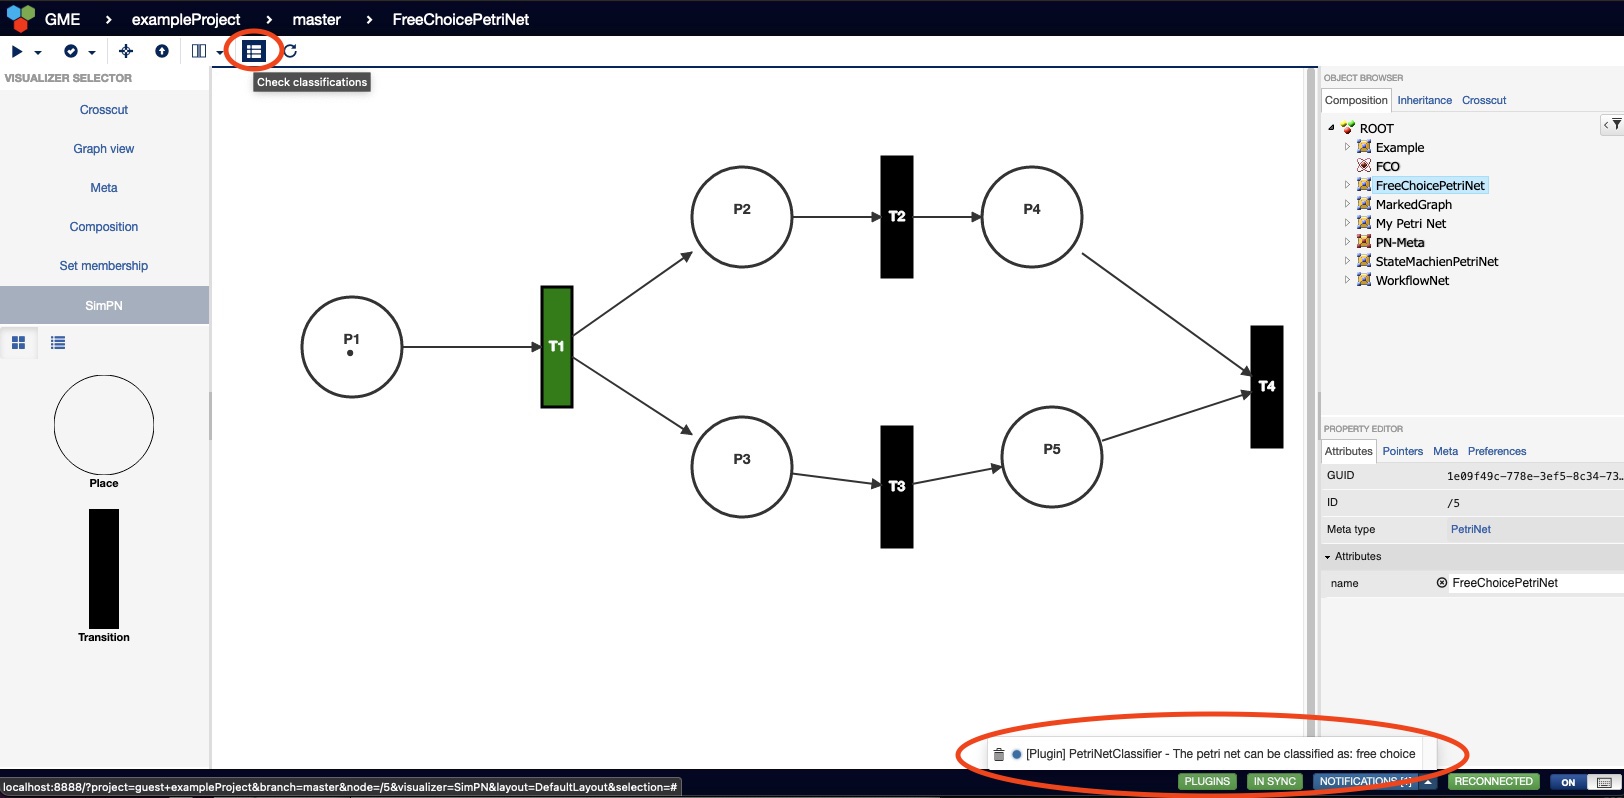 GME › exampleProject › master › FreeChoicePetriNet
Check classifications
VISUALIZER SELECTOR
Crosscut
Graph view
Meta
Composition
Set membership
SimPN
Place
Transition
P1
T1
P2
T2
P4
P3
T3
P5
T4
OBJECT BROWSER
Composition Inheritance Crosscut
ROOT
Example
FCO
FreeChoicePetriNet
MarkedGraph
My Petri Net
PN-Meta
StateMachienPetriNet
WorkflowNet
PROPERTY EDITOR
Attributes Pointers Meta Preferences
GUID 1e09f49c-778e-3ef5-8c34-73…
ID /5
Meta type PetriNet
Attributes
name FreeChoicePetriNet
[Plugin] PetriNetClassifier - The petri net can be classified as: free choice
localhost:8888/?project=guest+exampleProject&branch=master&node=/5&visualizer=SimPN&layout=DefaultLayout&selection=#
PLUGINS IN SYNC NOTIFICATIONS RECONNECTED ON